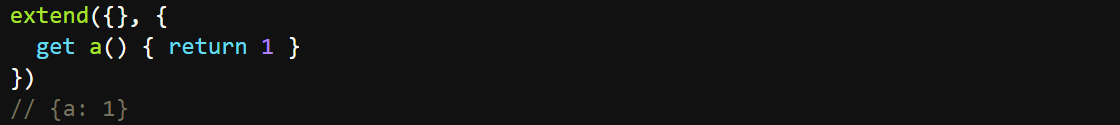 extend({}, {
  get a() { return 1 }
})
// {a: 1}